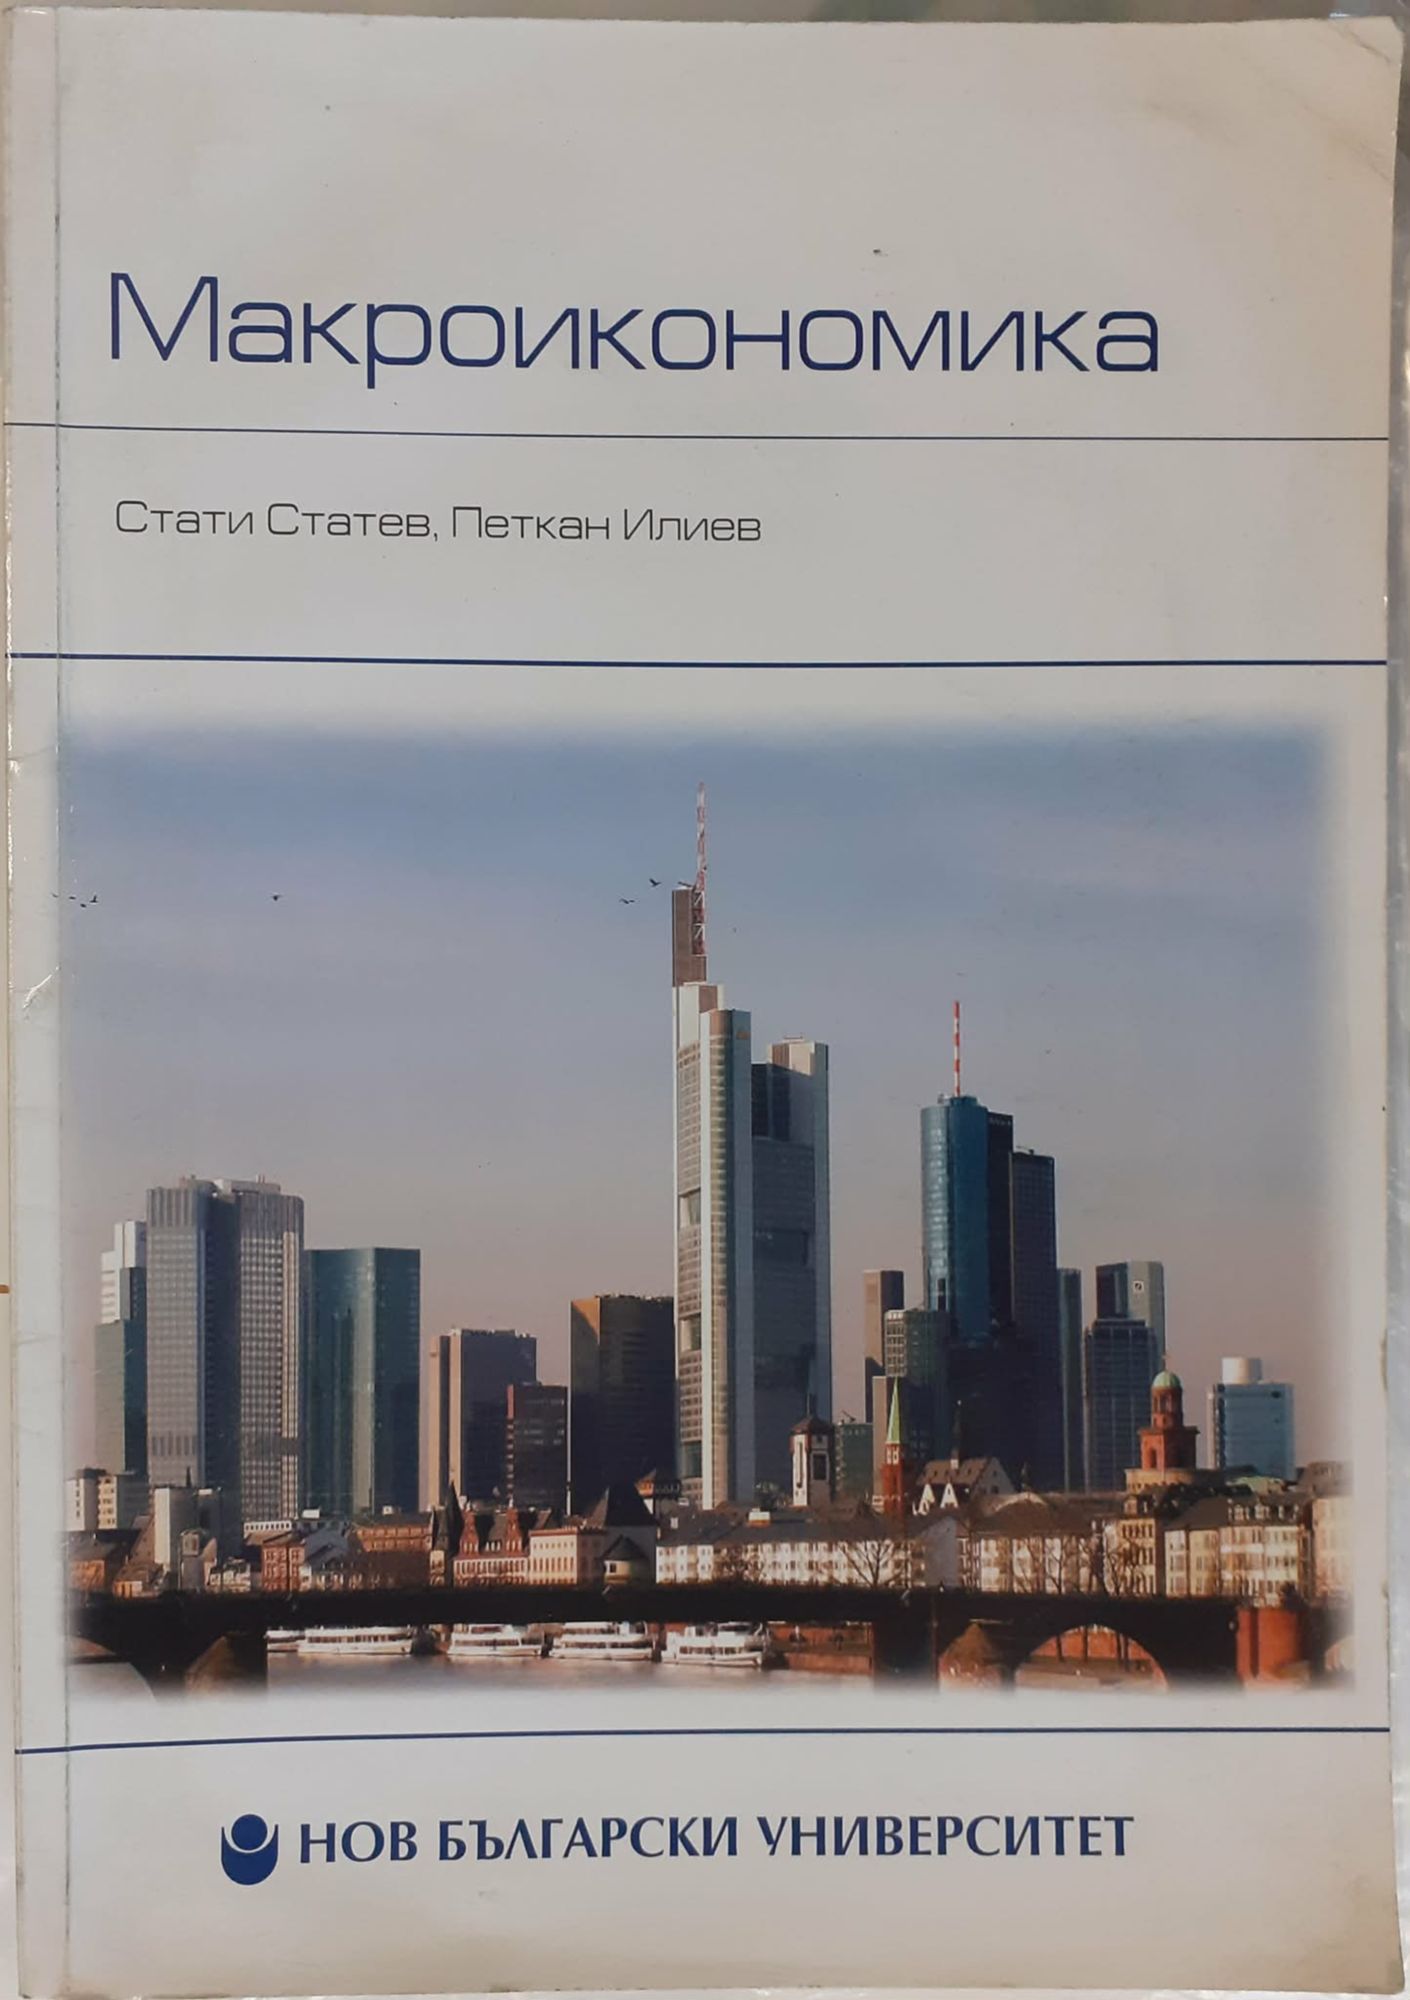 Макроикономика
Стати Статев, Петкан Илиев
НОВ БЪЛГАРСКИ УНИВЕРСИТЕТ